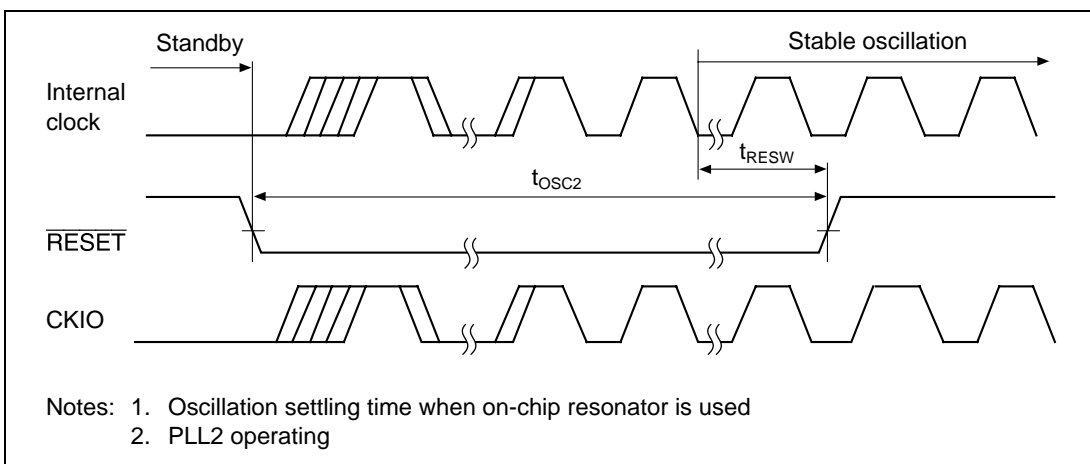 Standby
Stable oscillation
Internal
clock
tRESW
tOSC2
RESET
CKIO
Notes: 1. Oscillation settling time when on-chip resonator is used
2. PLL2 operating